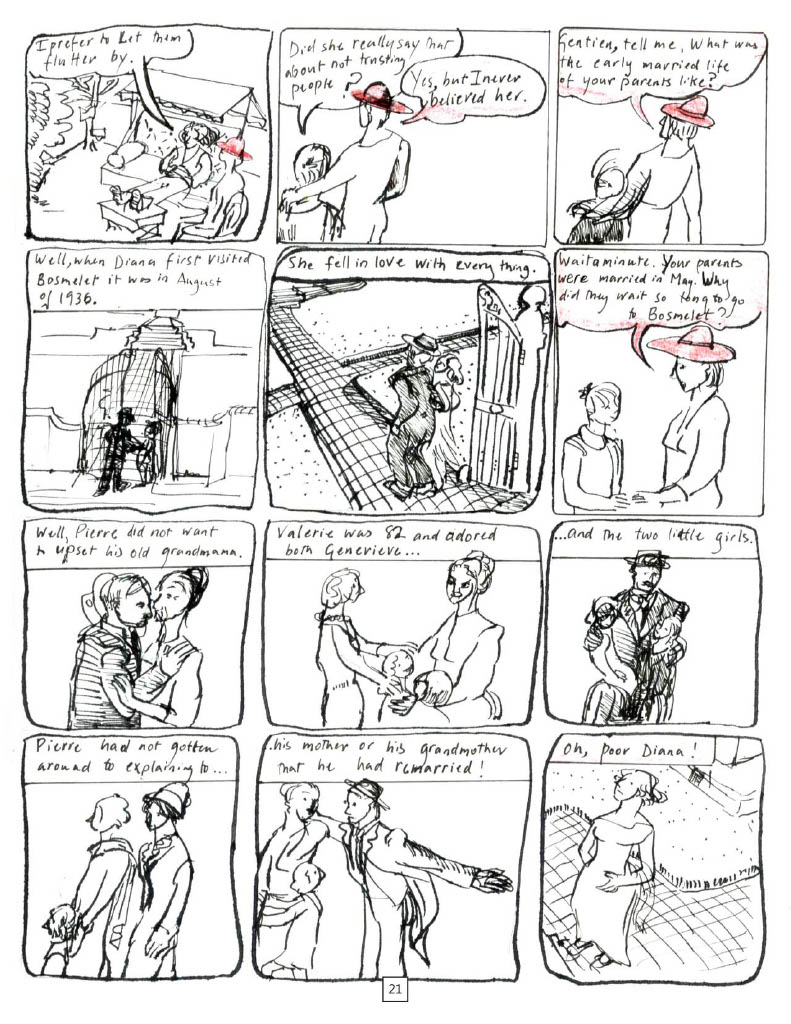 I prefer to let them
flutter by.
Did she really say that
about not trusting
people?
Yes, but I never
believed her.
Gentien, tell me, What was
the early married life
of your parents like?
Well, when Diana first visited
Bosmelet it was in August
of 1936.
She fell in love with every thing.
Waitaminute. Your parents
were married in May. Why
did they wait so long to go
to Bosmelet?
Well, Pierre did not want
to upset his old grandmama.
Valerie was 82 and adored
both Genevieve...
...and the two little girls.
Pierre had not gotten
around to explaining to...
..his mother or his grandmother
that he had remarried!
Oh, poor Diana!
21